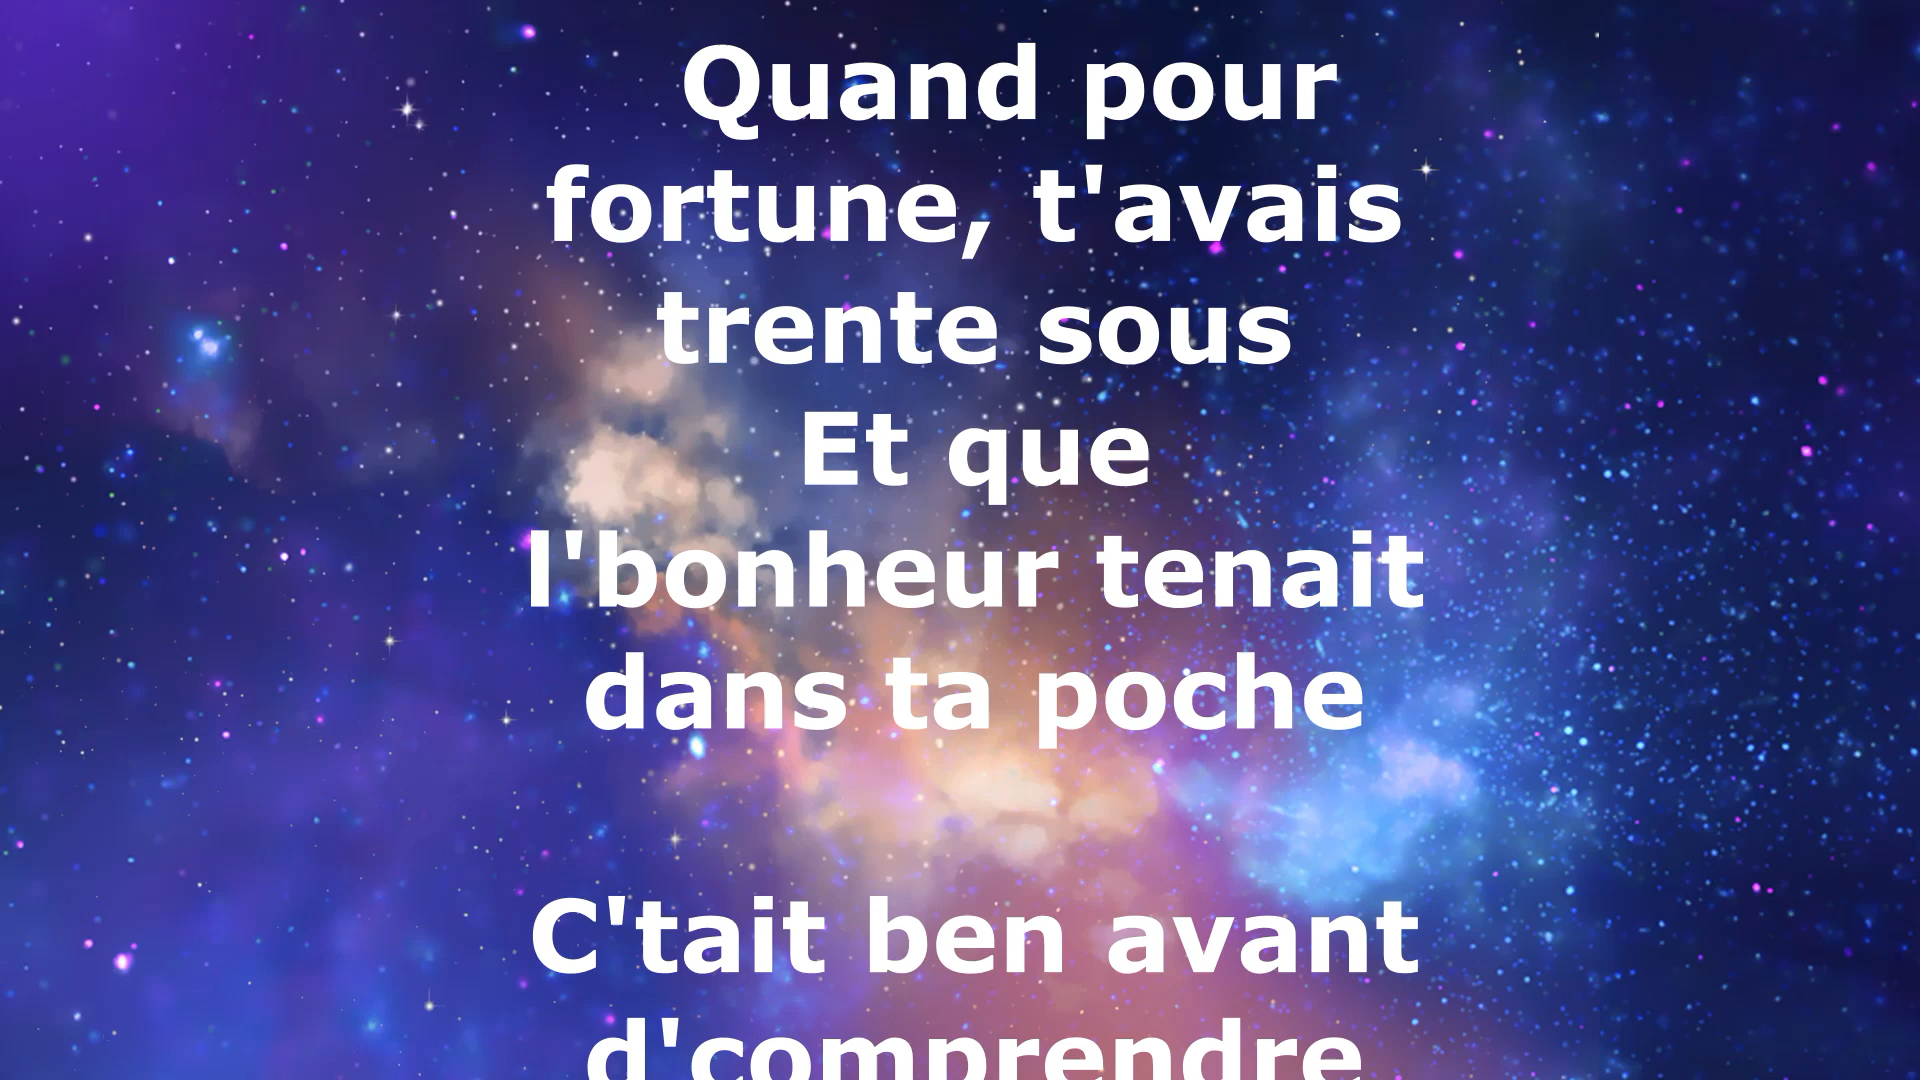 Quand pour
fortune, t'avais
trente sous
Et que
l'bonheur tenait
dans ta poche
C'tait ben avant
d'comprendre